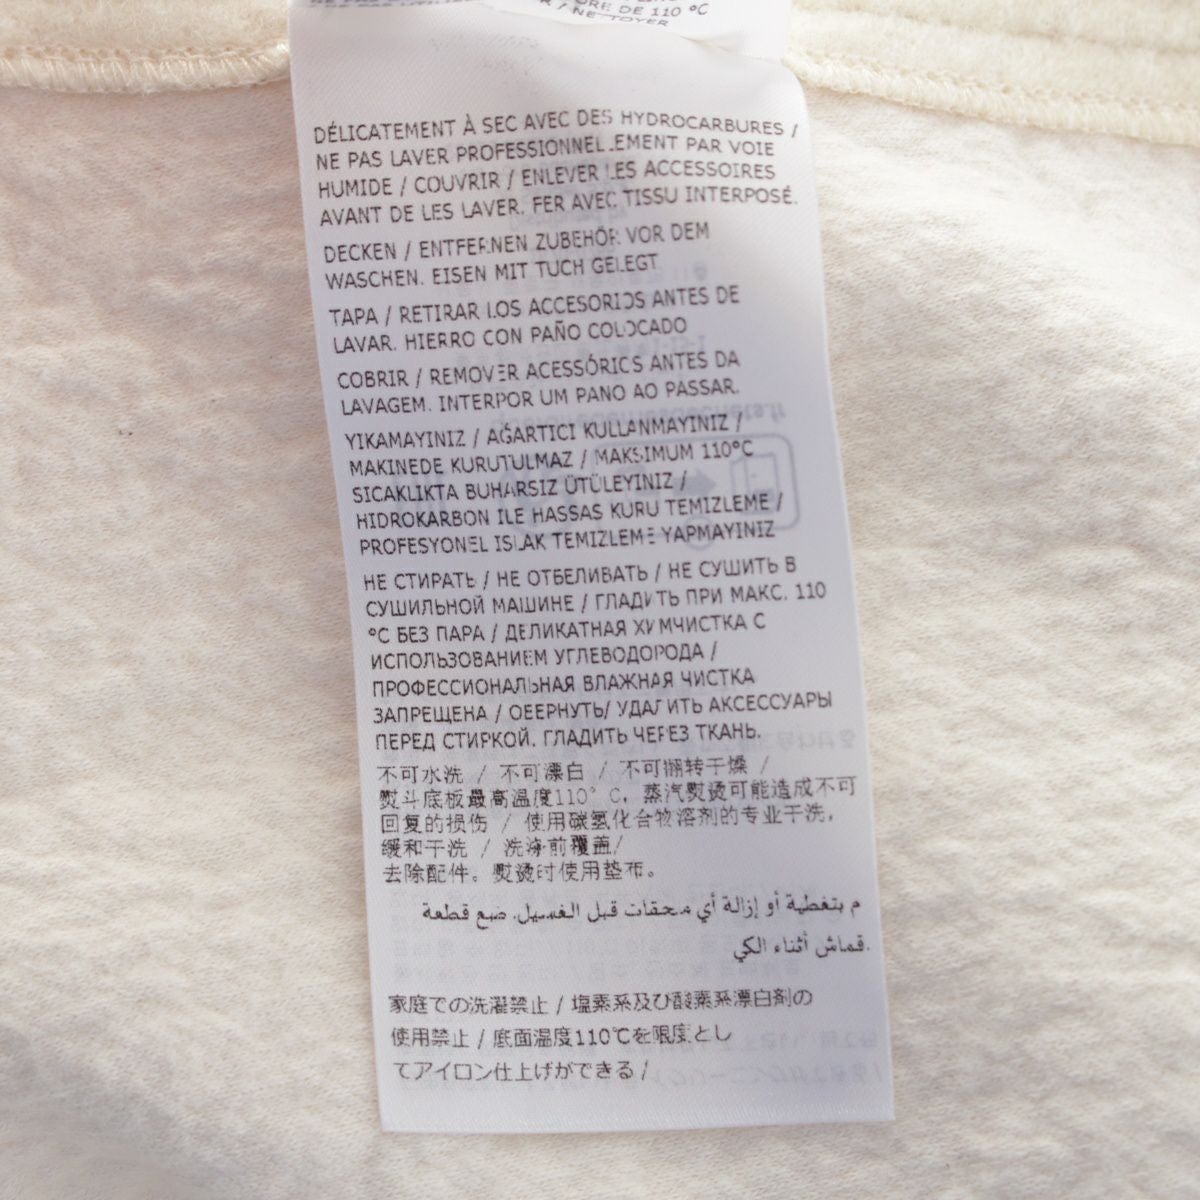 DE 110 °C
/ NETTOYER
DÉLICATEMENT À SEC AVEC DES HYDROCARBURES /
NE PAS LAVER PROFESSIONNELLEMENT PAR VOIE
HUMIDE / COUVRIR / ENLEVER LES ACCESSOIRES
AVANT DE LES LAVER. FER AVEC TISSU INTERPOSÉ.
DECKEN / ENTFERNEN ZUBEHÖR VOR DEM
WASCHEN. EISEN MIT TUCH GELEGT
TAPA / RETIRAR LOS ACCESORIOS ANTES DE
LAVAR. HIERRO CON PAÑO COLOCADO
COBRIR / REMOVER ACESSÓRIOS ANTES DA
LAVAGEM. INTERPOR UM PANO AO PASSAR.
YIKAMAYINIZ / AĞARTICI KULLANMAYINIZ /
MAKINEDE KURUTULMAZ / MAKSIMUM 110°C
SICAKLIKTA BUHARSIZ ÜTÜLEYINIZ /
HIDROKARBON ILE HASSAS KURU TEMIZLEME /
PROFESYONEL ISLAK TEMIZLEME YAPMAYINIZ
НЕ СТИРАТЬ / НЕ ОТБЕЛИВАТЬ / НЕ СУШИТЬ В
СУШИЛЬНОЙ МАШИНЕ / ГЛАДИТЬ ПРИ МАКС. 110
°C БЕЗ ПАРА / ДЕЛИКАТНАЯ ХИМЧИСТКА С
ИСПОЛЬЗОВАНИЕМ УГЛЕВОДОРОДА /
ПРОФЕССИОНАЛЬНАЯ ВЛАЖНАЯ ЧИСТКА
ЗАПРЕЩЕНА / ОБЕРНУТЬ/ УДАЛИТЬ АКСЕССУАРЫ
ПЕРЕД СТИРКОЙ. ГЛАДИТЬ ЧЕРЕЗ ТКАНЬ.
不可水洗 / 不可漂白 / 不可翻转干燥 /
熨斗底板最高温度110°C, 蒸汽熨烫可能造成不可
回复的损伤 / 使用碳氢化合物溶剂的专业干洗,
缓和干洗 / 洗涤前覆盖/
去除配件。熨烫时使用垫布。
م بتغطية أو إزالة أي ملحقات قبل الغسيل. ضع قطعة
قماش أثناء الكي.
家庭での洗濯禁止 / 塩素系及び酸素系漂白剤の
使用禁止 / 底面温度110℃を限度とし
てアイロン仕上げができる /